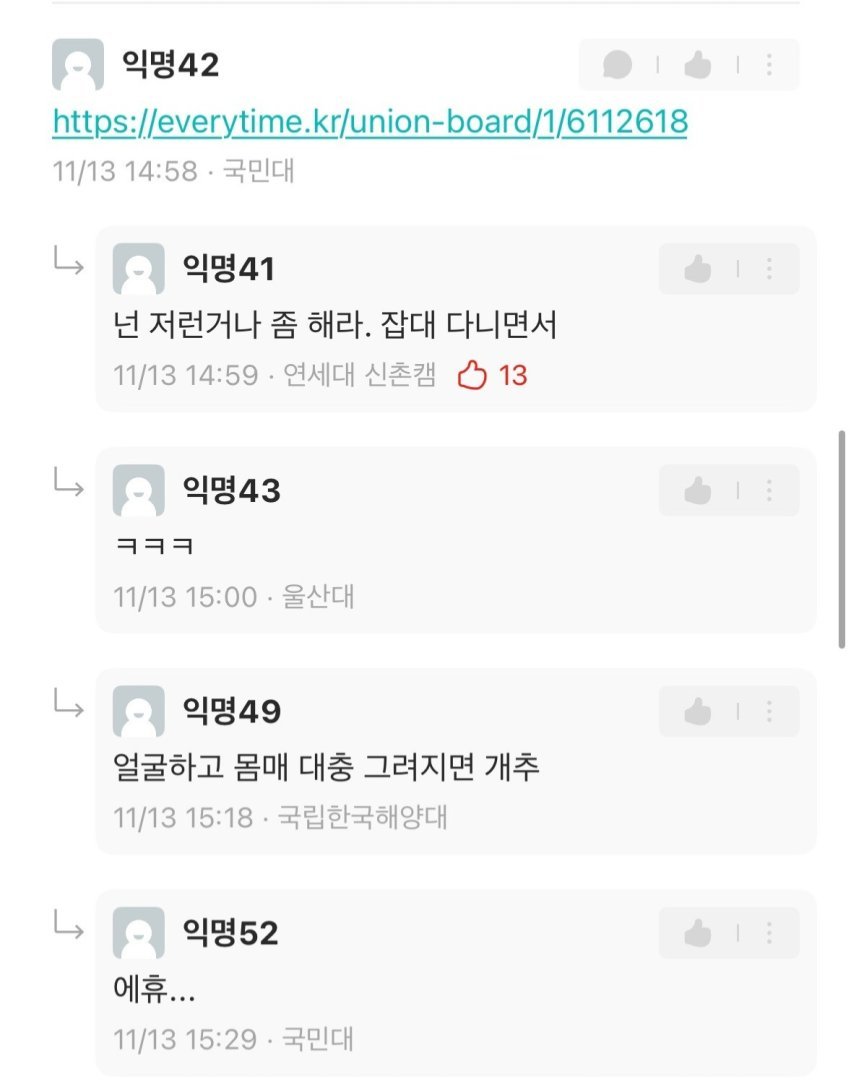 익명42
https://everytime.kr/union-board/1/6112618
11/13 14:58 · 국민대
익명41
넌 저런거나 좀 해라. 잡대 다니면서
11/13 14:59 · 연세대 신촌캠 13
익명43
ㅋㅋㅋ
11/13 15:00 · 울산대
익명49
얼굴하고 몸매 대충 그려지면 개추
11/13 15:18 · 국립한국해양대
익명52
에휴...
11/13 15:29 · 국민대